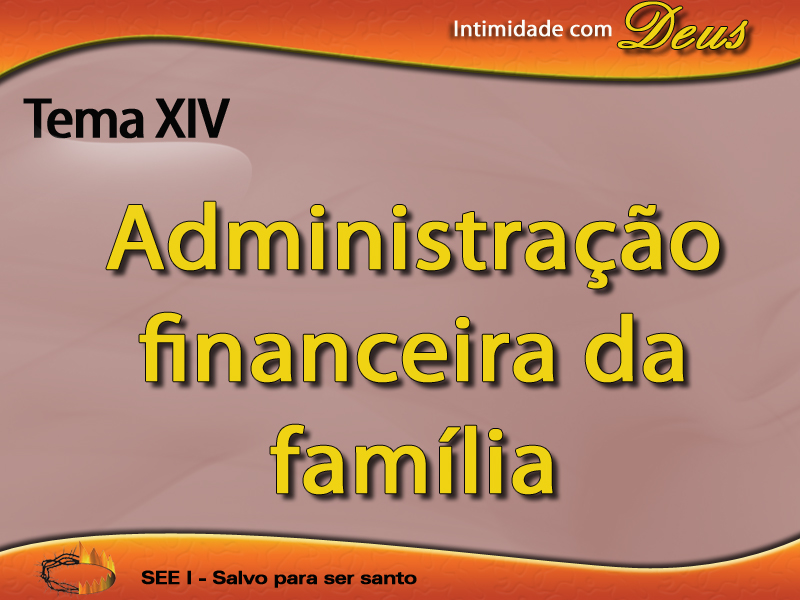 Intimidade com Deus
Tema XIV
Administração
financeira da
família
SEE I - Salvo para ser santo